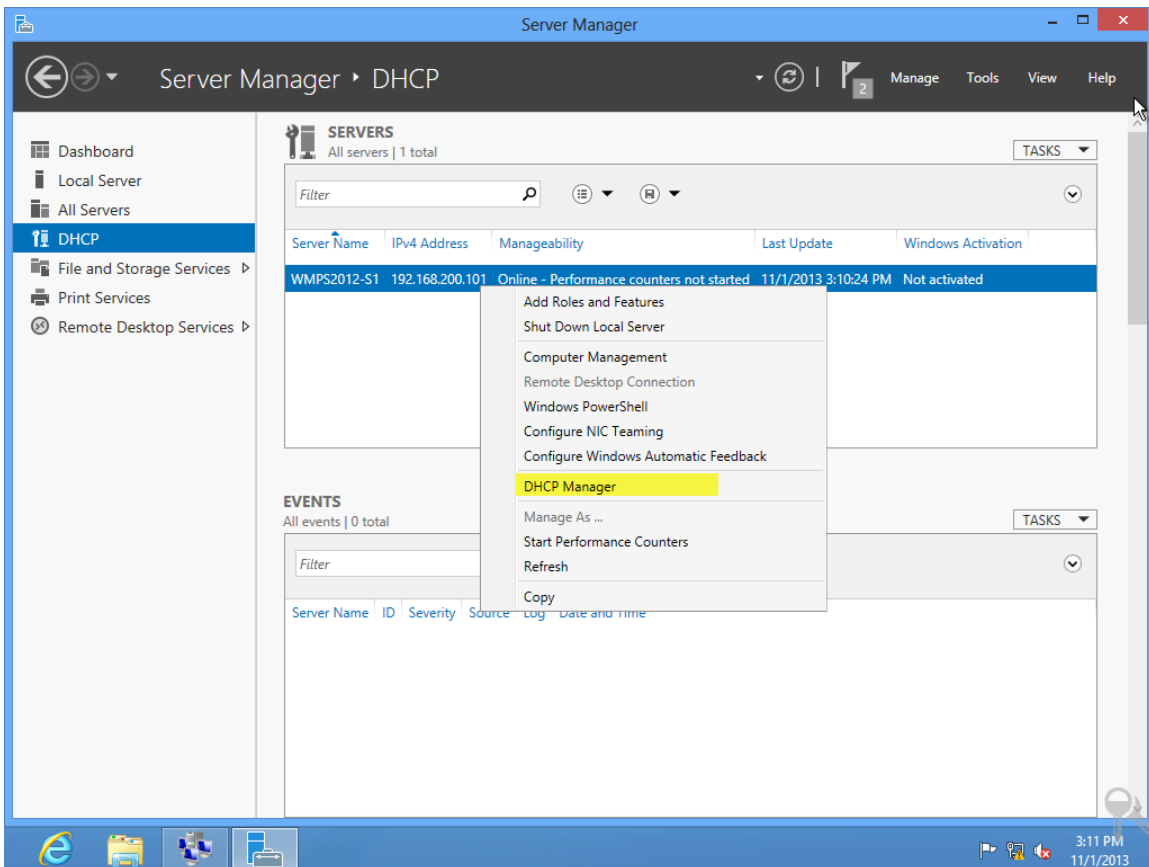 Server Manager
Server Manager ‣ DHCP
2
Manage
Tools
View
Help
Dashboard
Local Server
All Servers
DHCP
File and Storage Services
Print Services
Remote Desktop Services
SERVERS
All servers | 1 total
TASKS
Filter
Server Name IPv4 Address Manageability Last Update Windows Activation
WMPS2012-S1 192.168.200.101 Online - Performance counters not started 11/1/2013 3:10:24 PM Not activated
Add Roles and Features
Shut Down Local Server
Computer Management
Remote Desktop Connection
Windows PowerShell
Configure NIC Teaming
Configure Windows Automatic Feedback
DHCP Manager
Manage As ...
Start Performance Counters
Refresh
Copy
EVENTS
All events | 0 total
TASKS
Filter
Server Name ID Severity Source Log Date and Time
3:11 PM
11/1/2013